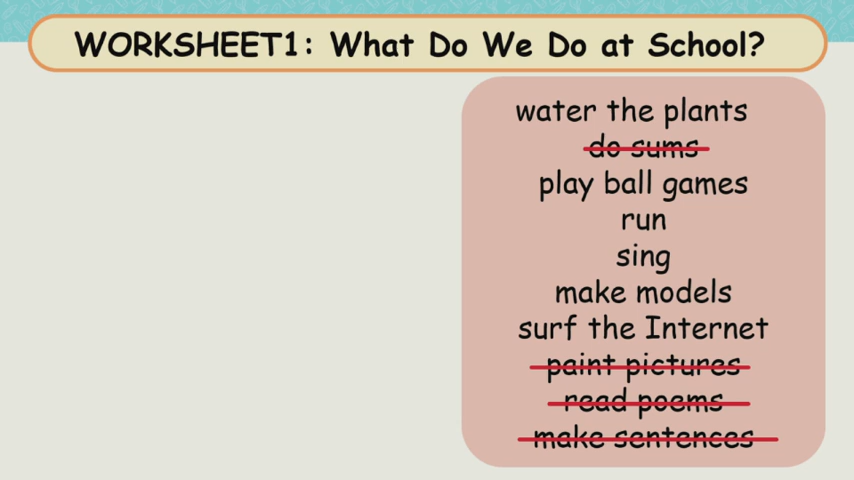 WORKSHEET1: What Do We Do at School?
water the plants
do sums
play ball games
run
sing
make models
surf the Internet
paint pictures
read poems
make sentences